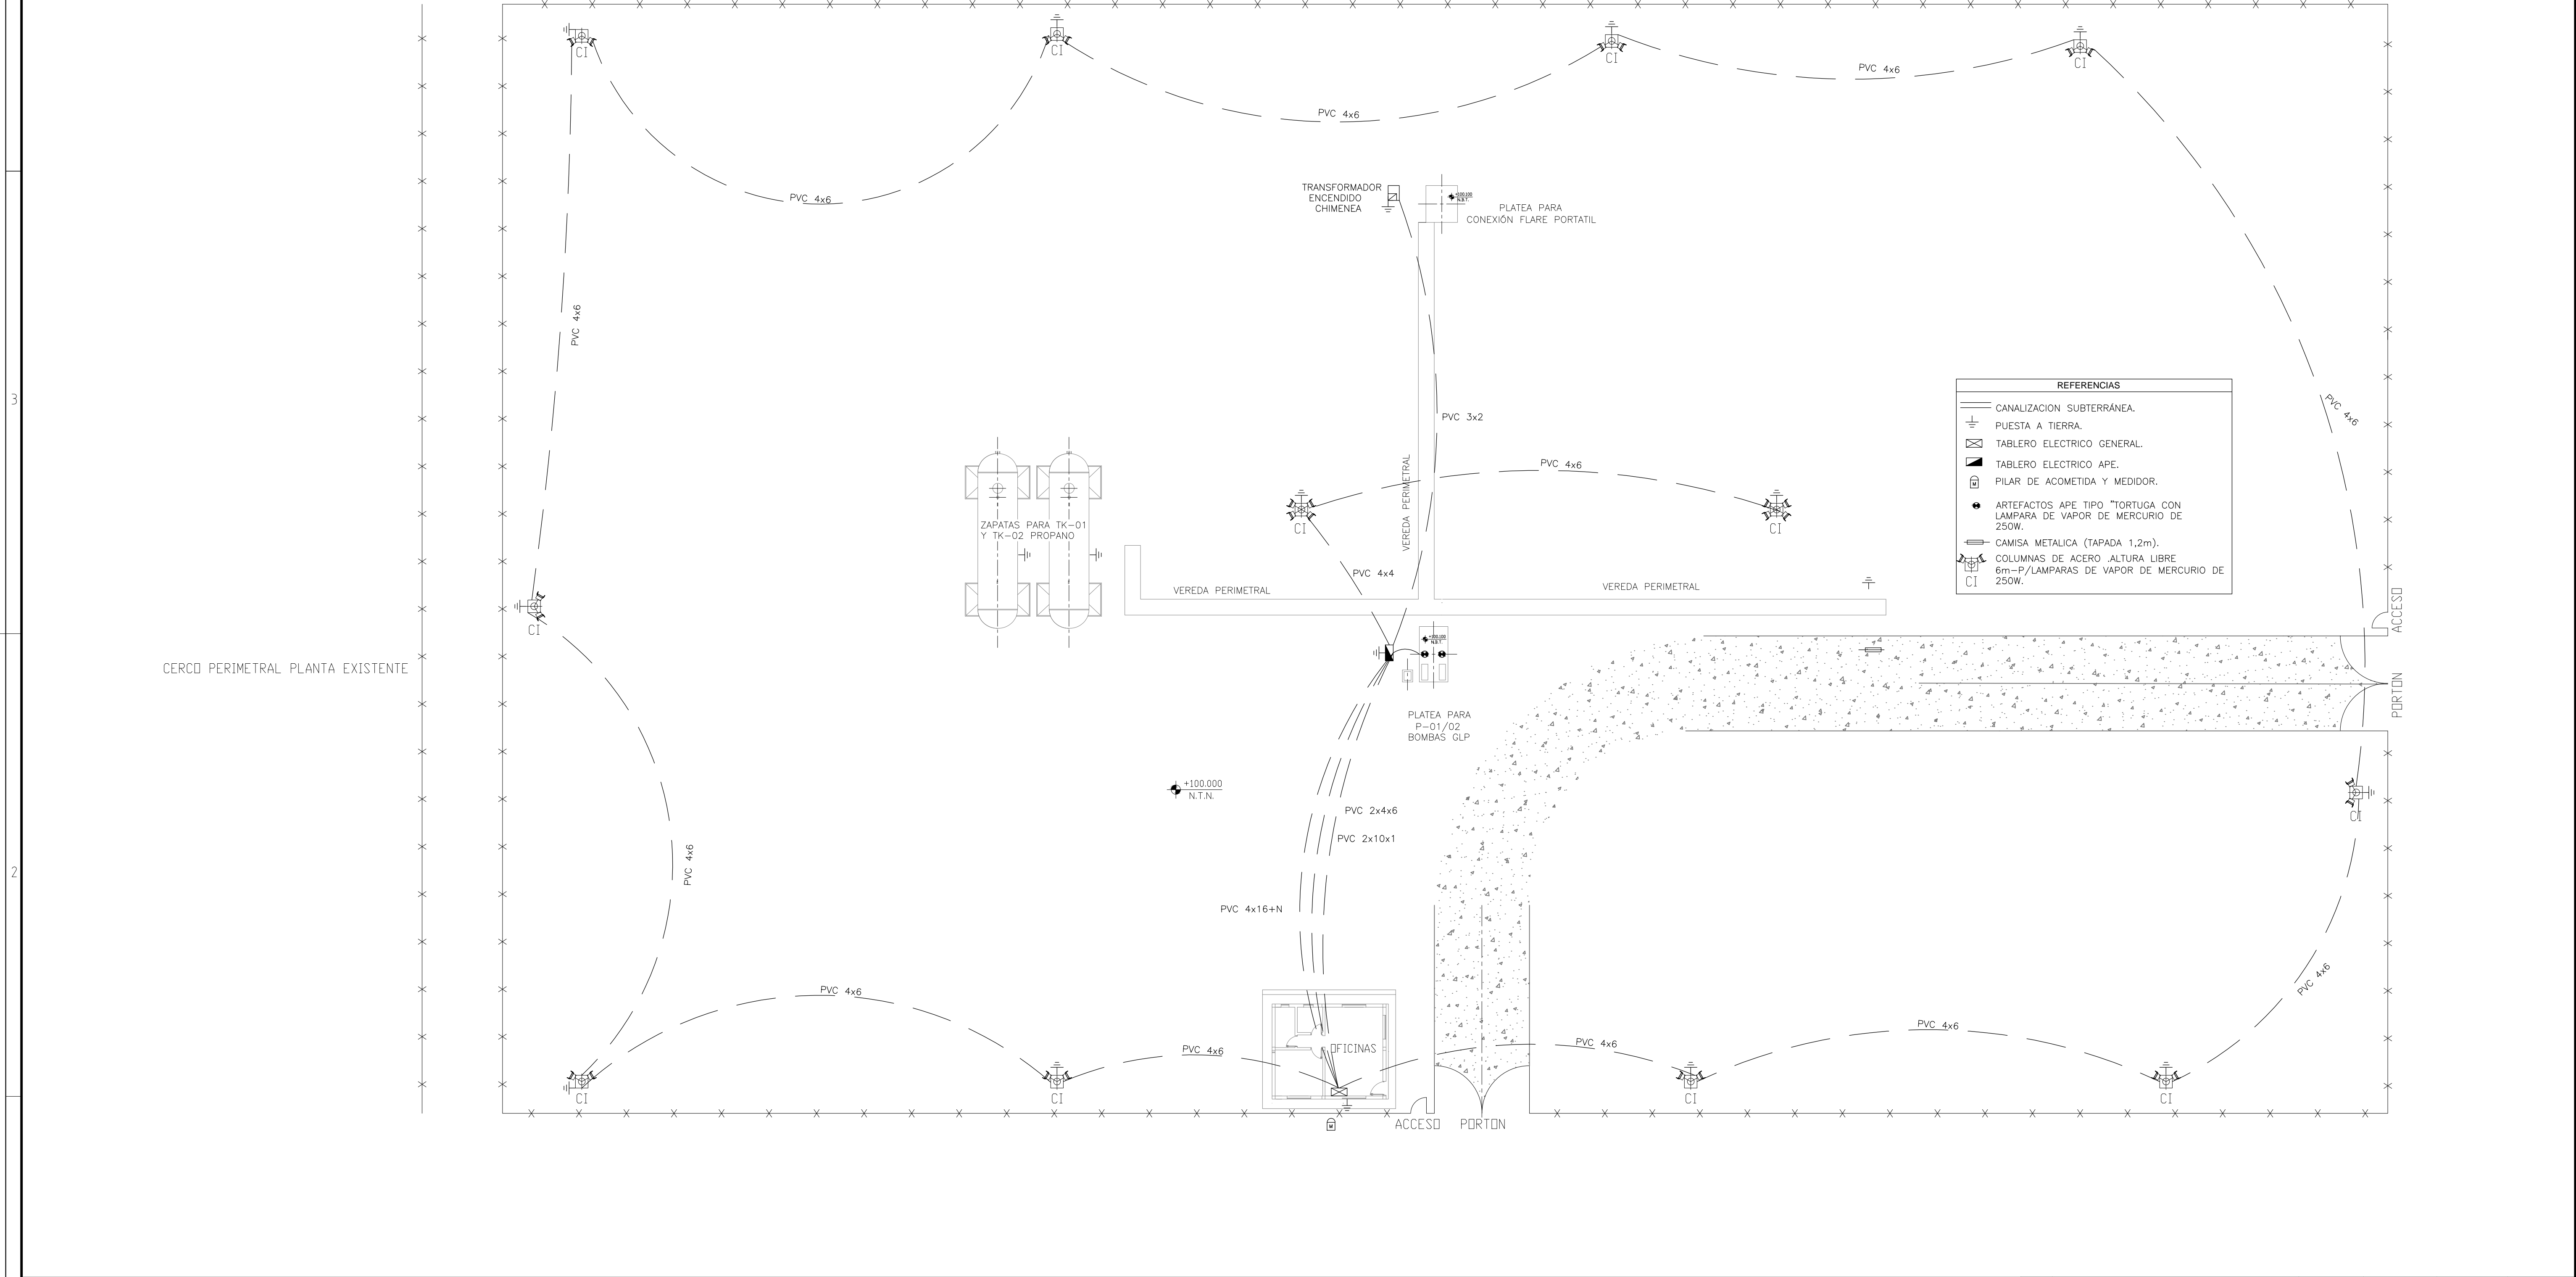 CI
CI
CI
CI
PVC 4x6
PVC 4x6
PVC 4x6
TRANSFORMADOR
ENCENDIDO
CHIMENEA
+100.100
N.B.T.
PLATEA PARA
CONEXIÓN FLARE PORTATIL
PVC 4x6
PVC 4x6
3
PVC 3x2
REFERENCIAS
CANALIZACION SUBTERRÁNEA.
PUESTA A TIERRA.
TABLERO ELECTRICO GENERAL.
TABLERO ELECTRICO APE.
M
PILAR DE ACOMETIDA Y MEDIDOR.
ARTEFACTOS APE TIPO "TORTUGA CON
LAMPARA DE VAPOR DE MERCURIO DE
250W.
CAMISA METALICA (TAPADA 1,2m).
COLUMNAS DE ACERO .ALTURA LIBRE
6m-P/LAMPARAS DE VAPOR DE MERCURIO DE
250W.
CI
PVC 4x6
VEREDA PERIMETRAL
CI
CI
ZAPATAS PARA TK-01
Y TK-02 PROPANO
PVC 4x4
VEREDA PERIMETRAL
VEREDA PERIMETRAL
CI
ACCESO
+100.100
N.B.T.
CERCO PERIMETRAL PLANTA EXISTENTE
PORTON
PLATEA PARA
P-01/02
BOMBAS GLP
+100.000
N.T.N.
PVC 2x4x6
PVC 2x10x1
CI
2
PVC 4x6
PVC 4x16+N
PVC 4x6
PVC 4x6
PVC 4x6
PVC 4x6
PVC 4x6
OFICINAS
CI
CI
CI
CI
M
ACCESO
PORTON